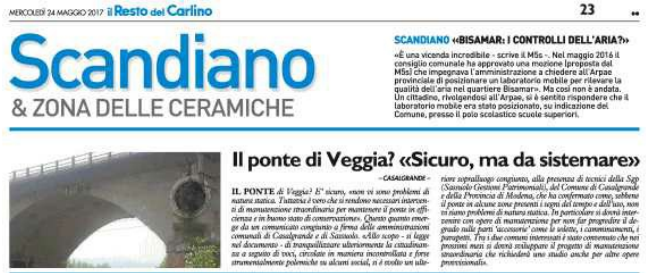 MERCOLEDÌ 24 MAGGIO 2017 il Resto del Carlino
23
Scandiano
& ZONA DELLE CERAMICHE
SCANDIANO «BISAMAR: I CONTROLLI DELL'ARIA?»
«È una vicenda incredibile - scrive il M5s -. Nel maggio 2016 il
consiglio comunale ha approvato una mozione (proposta dal
M5s) che impegnava l'amministrazione a chiedere all'Arpae
provinciale di posizionare un laboratorio mobile per rilevare la
qualità dell'aria nel quartiere Bisamar». Ma così non è andata.
Un cittadino, rivolgendosi all'Arpae, si è sentito rispondere che il
laboratorio mobile era stato posizionato, su indicazione del
Comune, presso il polo scolastico scuole superiori.
Il ponte di Veggia? «Sicuro, ma da sistemare»
– CASALGRANDE –
IL PONTE di Veggia? E' sicuro, «non vi sono problemi di
natura statica. Tuttavia è vero che si rendono necessari interven-
ti di manutenzione straordinaria per mantenere il ponte in effi-
cienza e in buono stato di conservazione». Questo quanto emer-
ge da un comunicato congiunto a firma delle amministrazioni
comunali di Casalgrande e di Sassuolo. «Allo scopo - si legge
nel documento - di tranquillizzare ulteriormente la cittadinan-
za a seguito di voci, circolate in maniera incontrollata e forse
strumentalmente polemiche su alcuni social, si è svolto un ulte-
riore sopralluogo congiunto, alla presenza di tecnici della Sgp
(Sassuolo Gestioni Patrimoniali), del Comune di Casalgrande
e della Provincia di Modena, che ha confermato come, sebbene
il ponte in alcune zone presenti i segni del tempo e dell'uso, non
vi siano problemi di natura statica. In particolare si dovrà inter-
venire con opere di manutenzione per non far progredire il de-
grado sulle parti 'accessorie' come le solette, i camminamenti, i
parapetti. Tra i due comuni interessati è stato convenuto che nei
prossimi mesi si dovrà sviluppare il progetto di manutenzione
straordinaria che richiederà uno studio anche per altre opere
provvisionali».